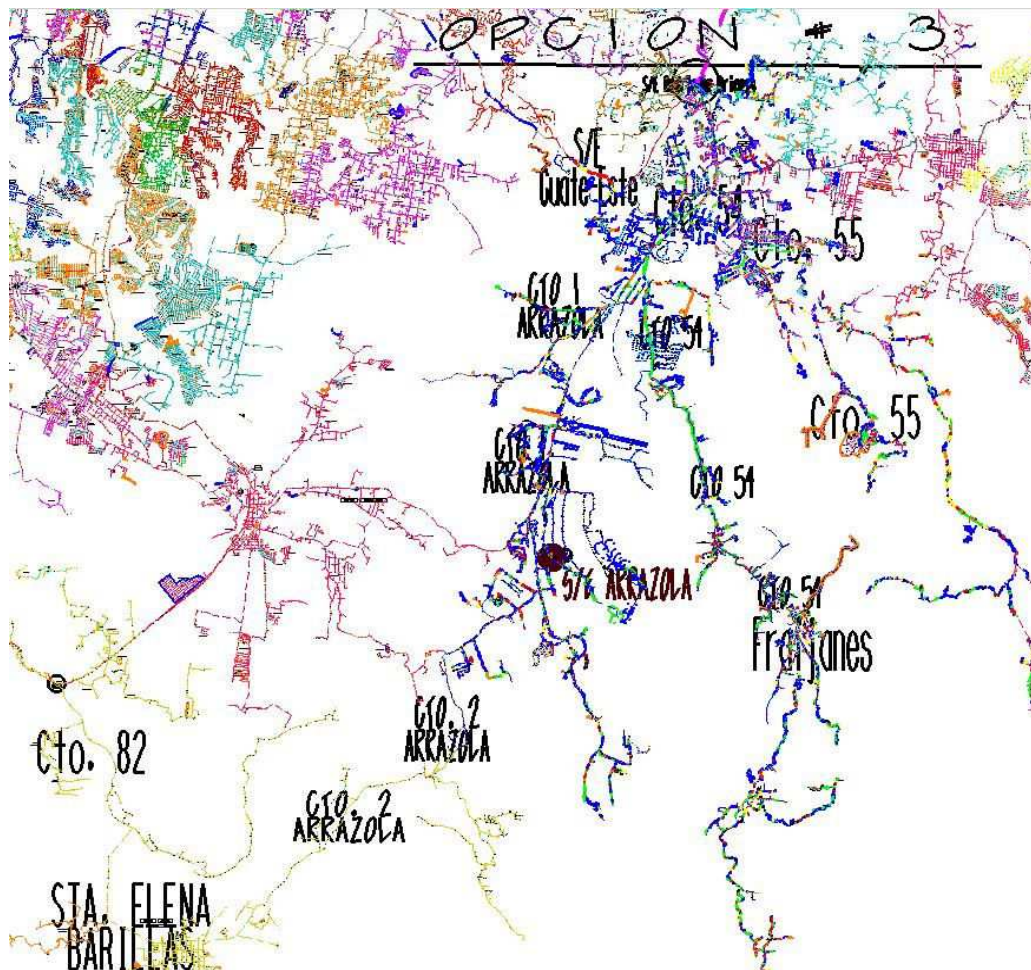 OPCION # 3
S/E
Guate Este
Cto. 54
Cto. 55
CTO 1
ARRAZOLA
CTO 54
Cto. 55
CTO 1
ARRAZOLA
CTO 54
S/E ARRAZOLA
CTO 54
Fraijanes
CTO. 2
ARRAZOLA
Cto. 82
CTO. 2
ARRAZOLA
STA. ELENA
BARILLAS